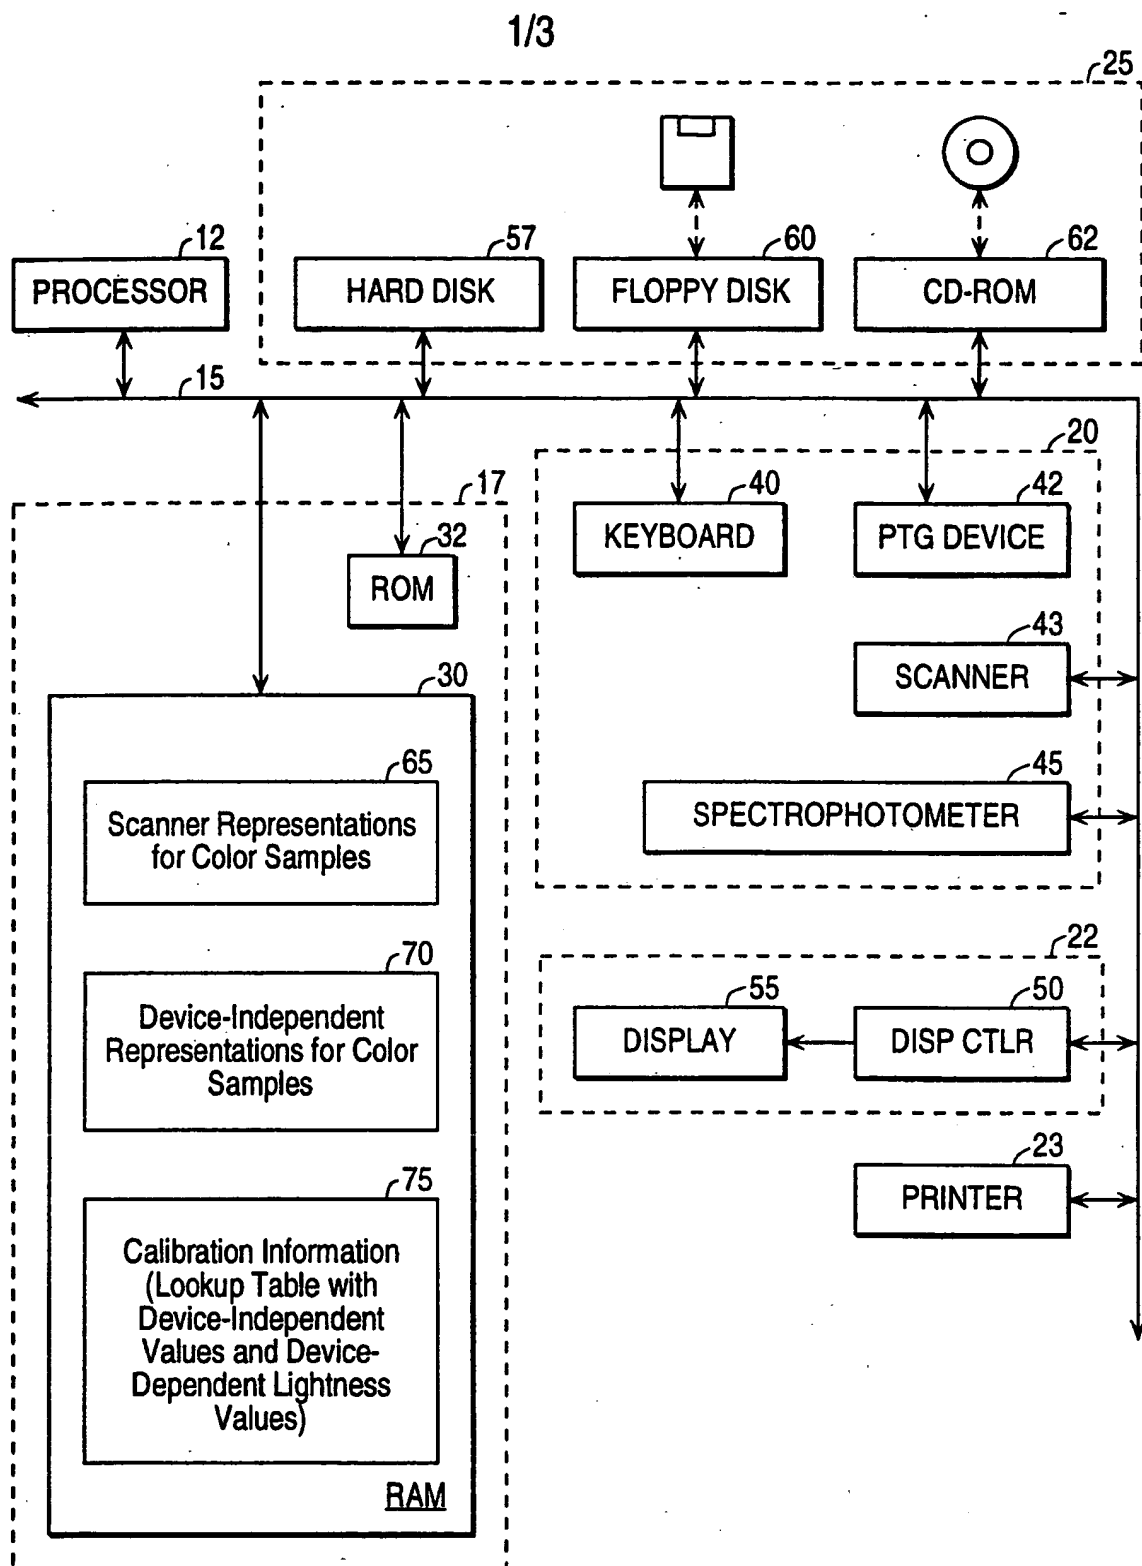 1/3
25
12
57
60
62
PROCESSOR
HARD DISK
FLOPPY DISK
CD-ROM
15
20
17
40
42
32
KEYBOARD
PTG DEVICE
ROM
43
SCANNER
30
65
45
Scanner Representations
for Color Samples
SPECTROPHOTOMETER
70
22
55
50
Device-Independent
Representations for Color
Samples
DISPLAY
DISP CTLR
23
75
PRINTER
Calibration Information
(Lookup Table with
Device-Independent
Values and Device-
Dependent Lightness
Values)
RAM